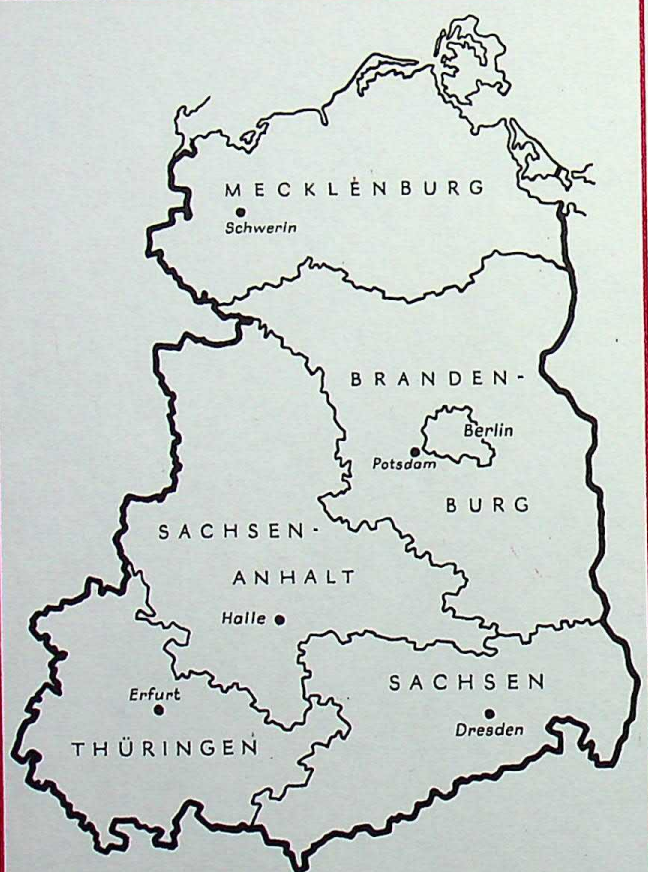 MECKLENBURG
Schwerin
BRANDEN-
Berlin
Potsdam
BURG
SACHSEN-
ANHALT
Halle
SACHSEN
Erfurt
Dresden
THÜRINGEN